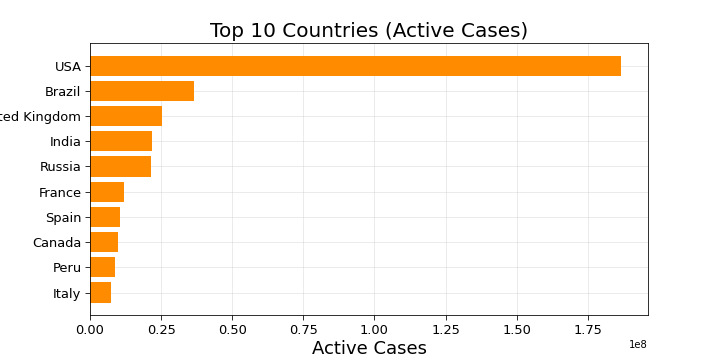 Top 10 Countries (Active Cases)
USA
Brazil
ted Kingdom
India
Russia
France
Spain
Canada
Peru
Italy
0.00 0.25 0.50 0.75 1.00 1.25 1.50 1.75
1e8
Active Cases